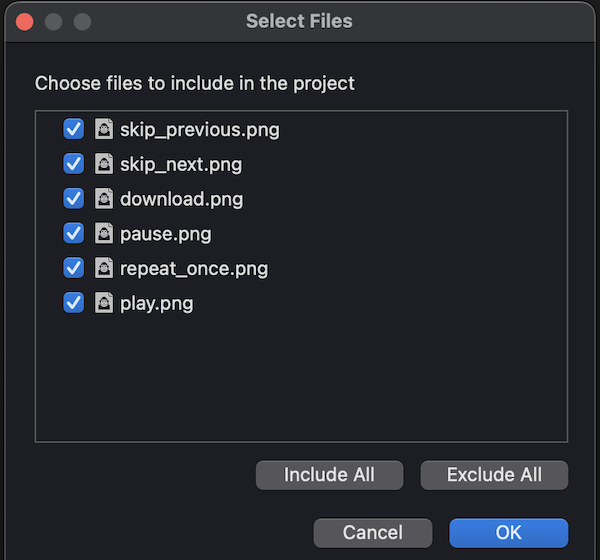 Select Files
Choose files to include in the project
skip_previous.png
skip_next.png
download.png
pause.png
repeat_once.png
play.png
Include All
Exclude All
Cancel
OK